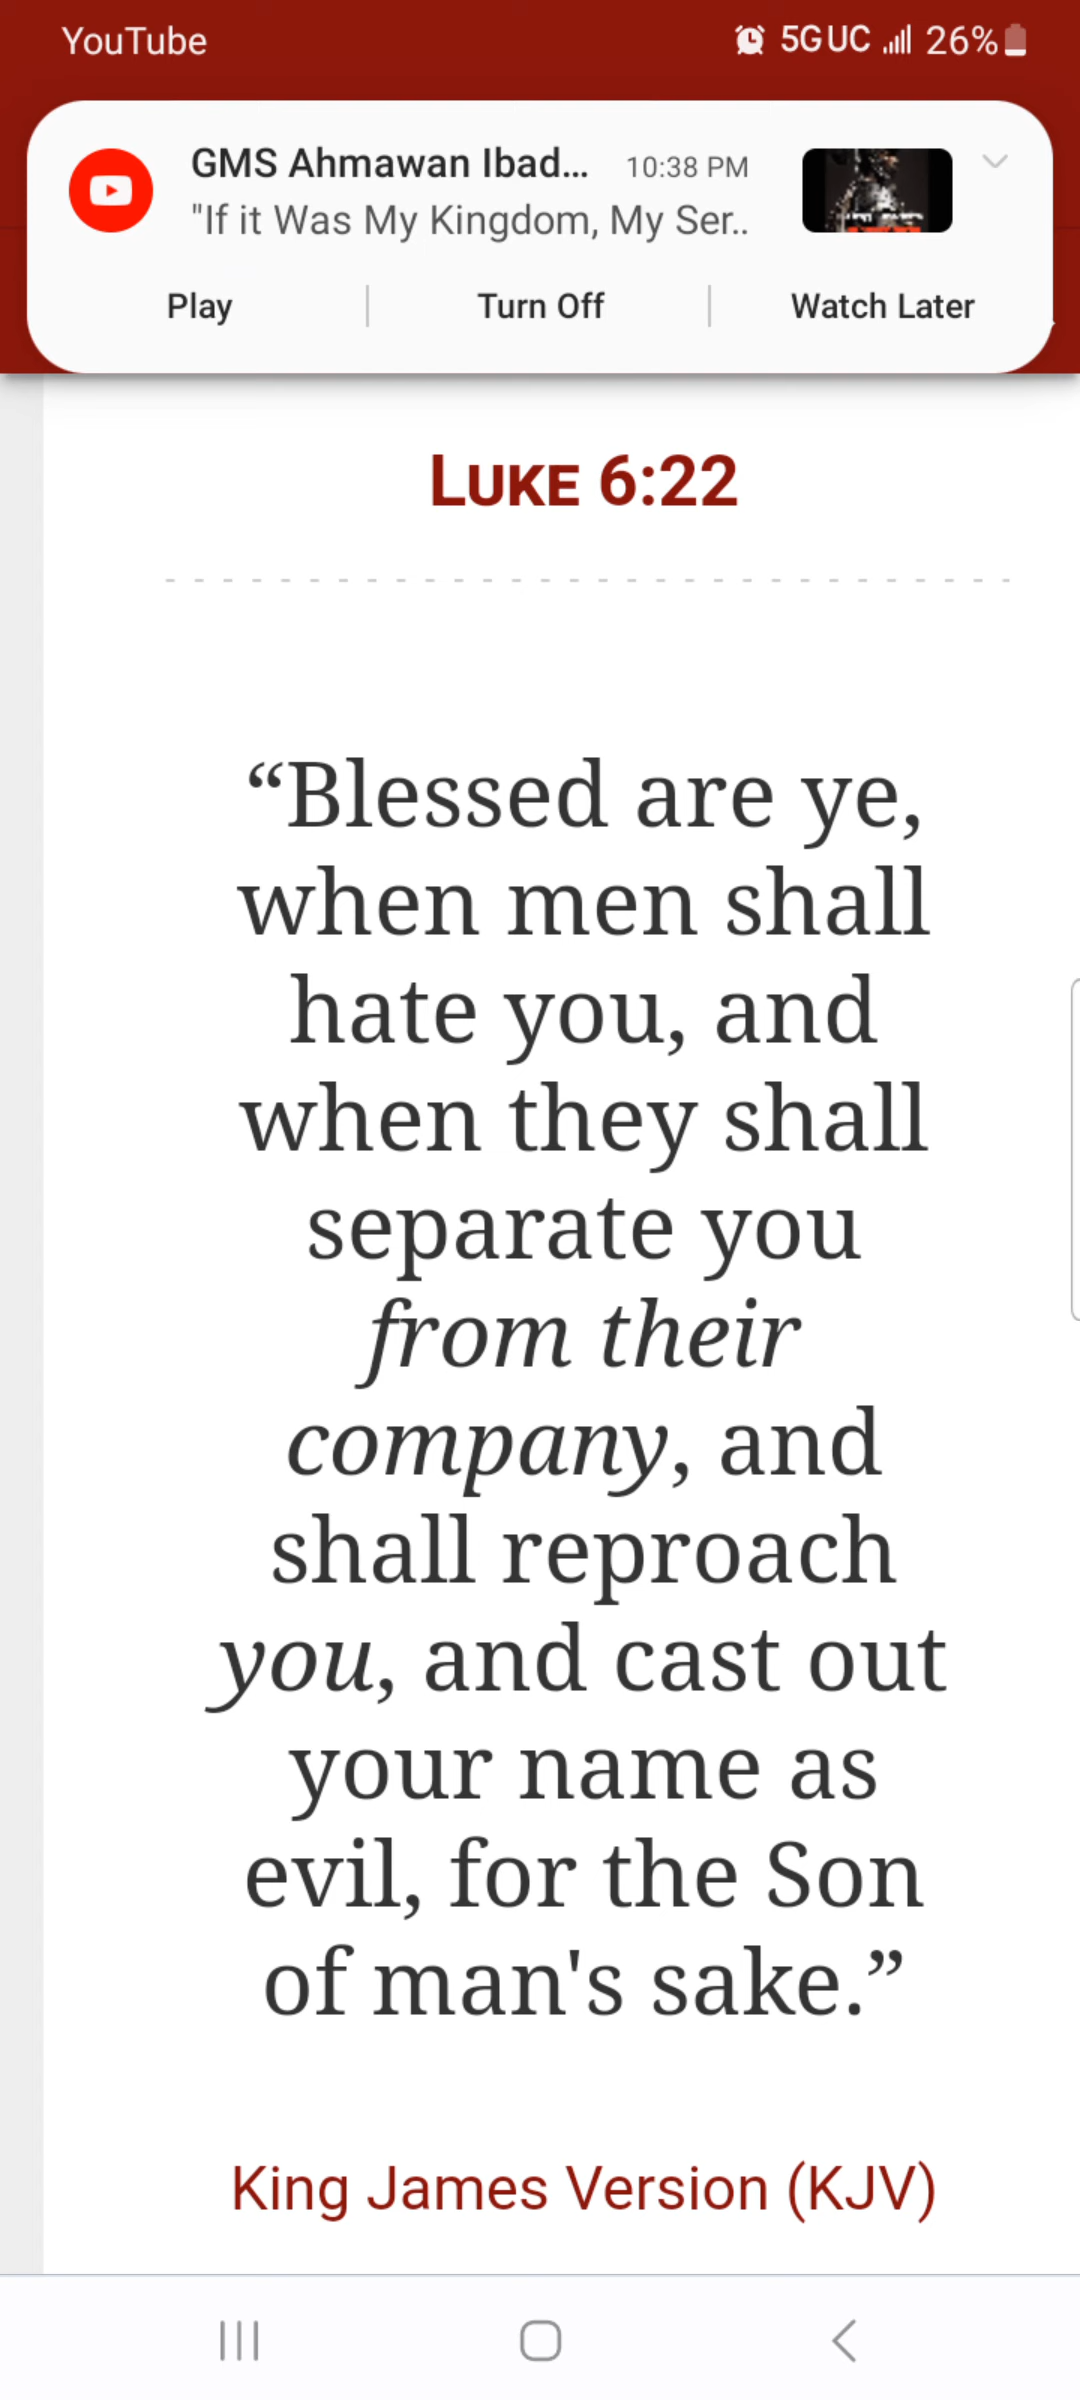 YouTube 5G UC 26%
GMS Ahmawan Ibad... 10:38 PM
"If it Was My Kingdom, My Ser..
Play Turn Off Watch Later
LUKE 6:22
“Blessed are ye,
when men shall
hate you, and
when they shall
separate you
from their
company, and
shall reproach
you, and cast out
your name as
evil, for the Son
of man's sake.”
King James Version (KJV)